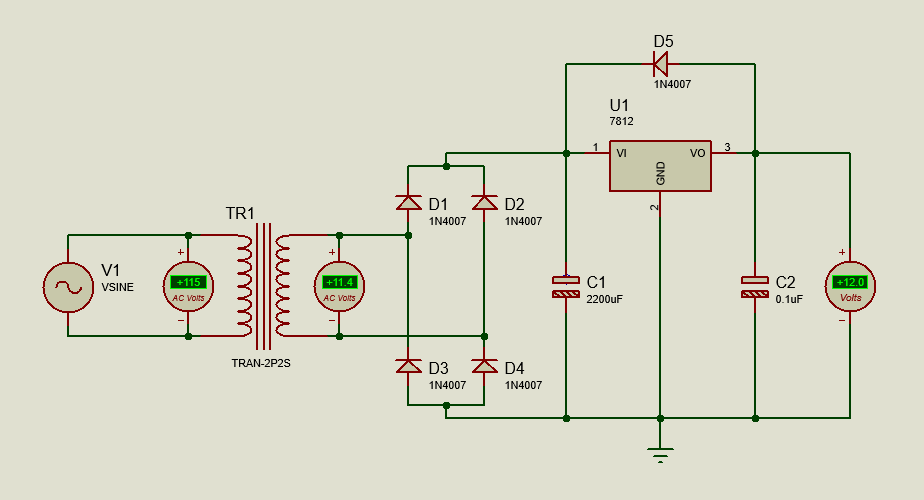 D5
1N4007
U1
7812
1
VI
VO
3
GND
2
D1
1N4007
D2
1N4007
TR1
V1
VSINE
+
+115
AC Volts
−
+
+11.4
AC Volts
−
TRAN-2P2S
C1
2200uF
C2
0.1uF
+
+12.0
Volts
−
D3
1N4007
D4
1N4007